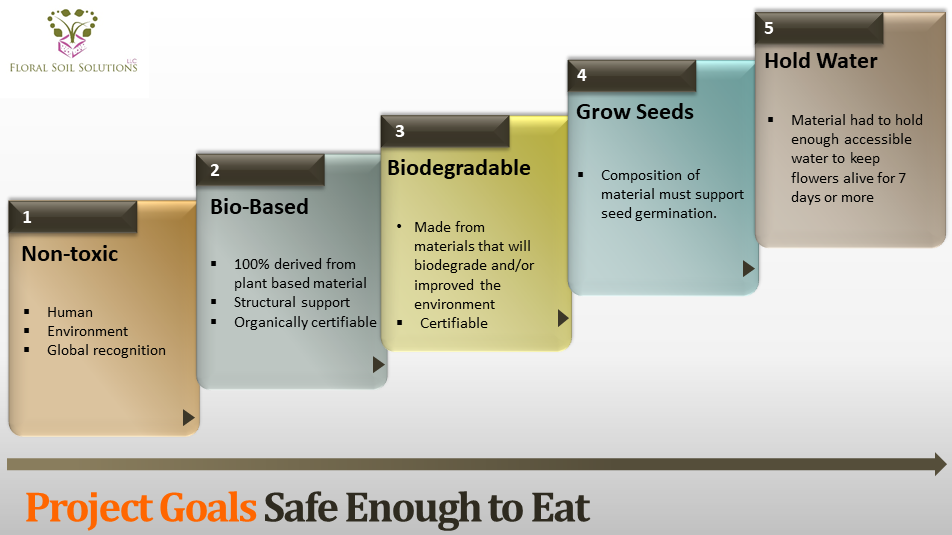 FLORAL SOIL SOLUTIONS LLC
1
Non-toxic
▪ Human
▪ Environment
▪ Global recognition
2
Bio-Based
▪ 100% derived from
plant based material
▪ Structural support
▪ Organically certifiable
3
Biodegradable
• Made from
materials that will
biodegrade and/or
improved the
environment
▪ Certifiable
4
Grow Seeds
▪ Composition of
material must support
seed germination.
5
Hold Water
▪ Material had to hold
enough accessible
water to keep
flowers alive for 7
days or more
Project Goals Safe Enough to Eat